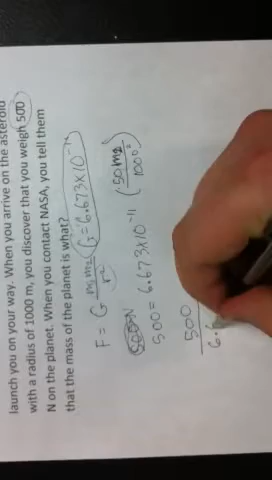 launch you on your way. When you arrive on the asteroid
with a radius of 1000 m, you discover that you weigh 500
N on the planet. When you contact NASA, you tell them
that the mass of the planet is what?
F = G m₁m₂/r² G = 6.673×10⁻¹¹
500 = 6.673×10⁻¹¹ (50m₂/1000²)
500
6.6